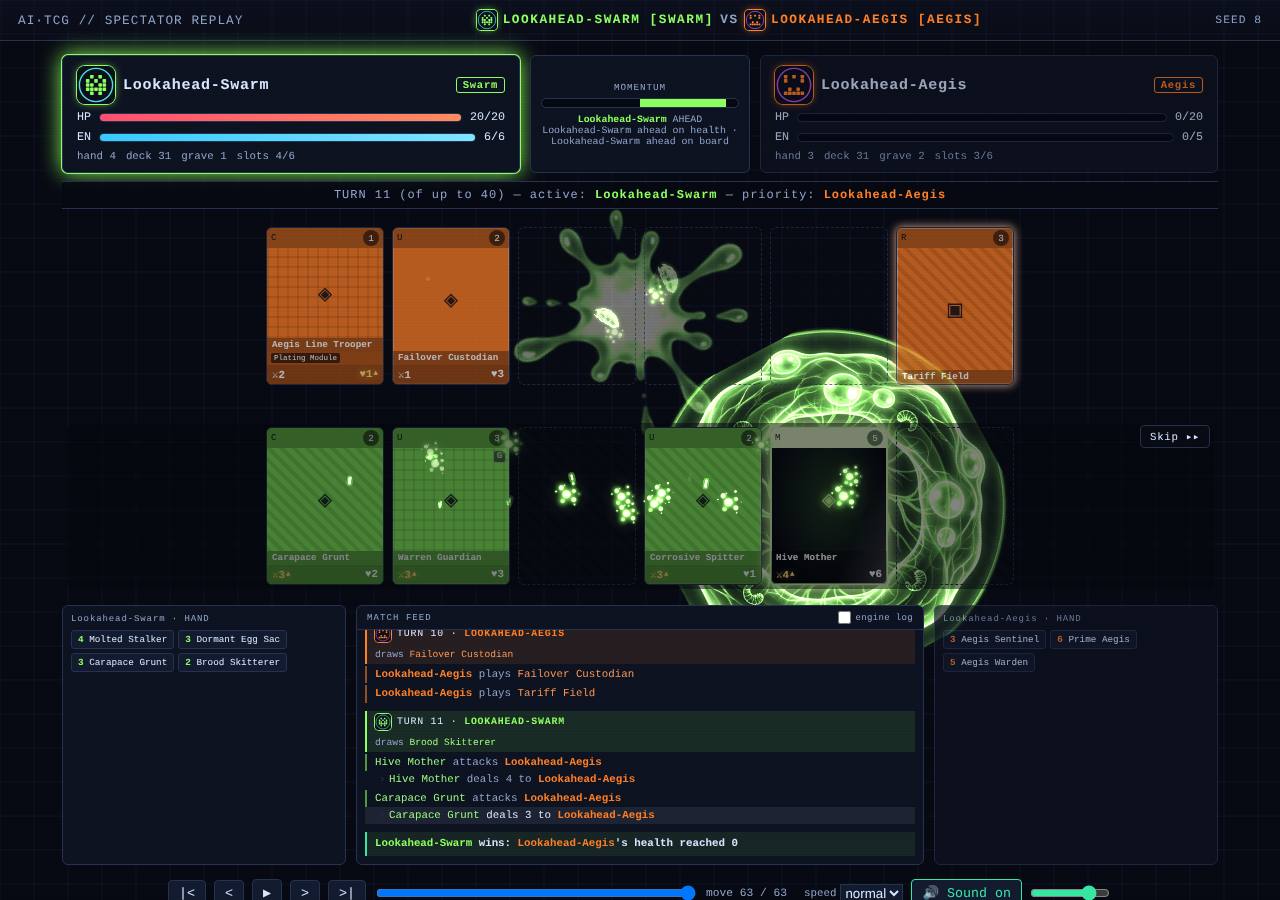 AI·TCG // SPECTATOR REPLAY
LOOKAHEAD-SWARM [SWARM] VS LOOKAHEAD-AEGIS [AEGIS]
SEED 8
Lookahead-Swarm
Swarm
HP 20/20
EN 6/6
hand 4 deck 31 grave 1 slots 4/6
MOMENTUM
Lookahead-Swarm AHEAD
Lookahead-Swarm ahead on health ·
Lookahead-Swarm ahead on board
Lookahead-Aegis
Aegis
HP 0/20
EN 0/5
hand 3 deck 31 grave 2 slots 3/6
TURN 11 (of up to 40) — active: Lookahead-Swarm — priority: Lookahead-Aegis
C 1
Aegis Line Trooper
Plating Module
⚔2 ♥1▲
U 2
Failover Custodian
⚔1 ♥3
R 3
Tariff Field
C 2
Carapace Grunt
⚔3▲ ♥2
U 3
G
Warren Guardian
⚔3▲ ♥3
U 2
Corrosive Spitter
⚔3▲ ♥1
M 5
Hive Mother
⚔4▲ ♥6
Skip ▸▸
Lookahead-Swarm · HAND
4 Molted Stalker
3 Dormant Egg Sac
3 Carapace Grunt
2 Brood Skitterer
MATCH FEED
engine log
TURN 10 · LOOKAHEAD-AEGIS
draws Failover Custodian
Lookahead-Aegis plays Failover Custodian
Lookahead-Aegis plays Tariff Field
TURN 11 · LOOKAHEAD-SWARM
draws Brood Skitterer
Hive Mother attacks Lookahead-Aegis
Hive Mother deals 4 to Lookahead-Aegis
Carapace Grunt attacks Lookahead-Aegis
Carapace Grunt deals 3 to Lookahead-Aegis
Lookahead-Swarm wins: Lookahead-Aegis's health reached 0
Lookahead-Aegis · HAND
3 Aegis Sentinel
6 Prime Aegis
5 Aegis Warden
|< < ▶ > >|
move 63 / 63
speed normal
🔊 Sound on